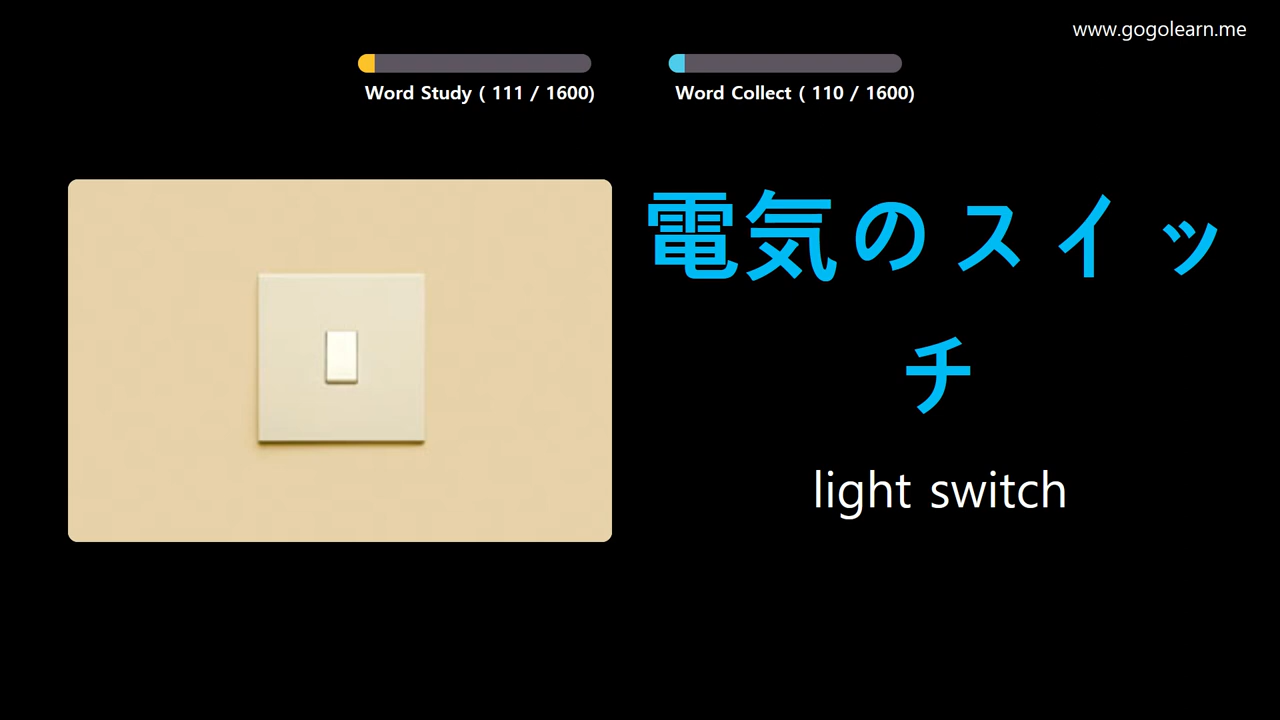 www.gogolearn.me
Word Study ( 111 / 1600)
Word Collect ( 110 / 1600)
電気のスイッ
チ
light switch